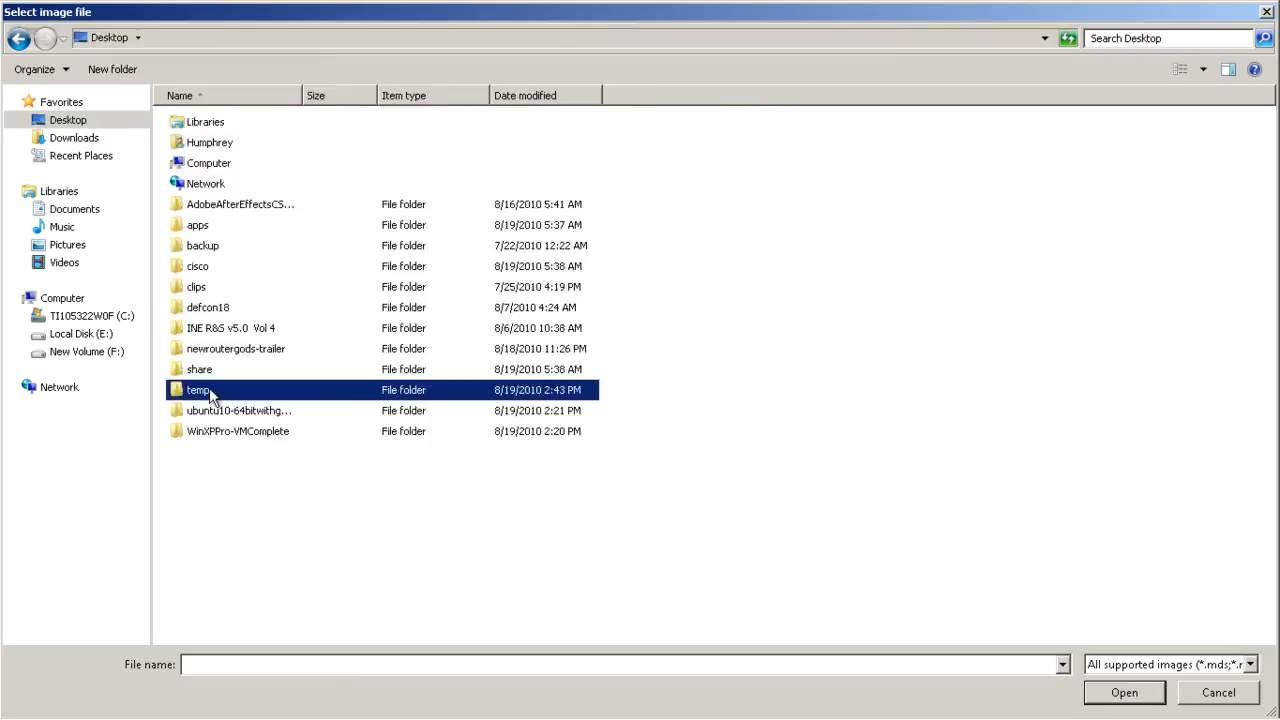 Select image file
Desktop
Search Desktop
Organize New folder
Name Size Item type Date modified
Favorites
Desktop
Downloads
Recent Places
Libraries
Documents
Music
Pictures
Videos
Computer
TI105322W0F (C:)
Local Disk (E:)
New Volume (F:)
Network
Libraries
Humphrey
Computer
Network
AdobeAfterEffectsCS... File folder 8/16/2010 5:41 AM
apps File folder 8/19/2010 5:37 AM
backup File folder 7/22/2010 12:22 AM
cisco File folder 8/19/2010 5:38 AM
clips File folder 7/25/2010 4:19 PM
defcon18 File folder 8/7/2010 4:24 AM
INE R&S v5.0 Vol 4 File folder 8/6/2010 10:38 AM
newroutergods-trailer File folder 8/18/2010 11:26 PM
share File folder 8/19/2010 5:38 AM
temp File folder 8/19/2010 2:43 PM
ubuntu10-64bitwithg... File folder 8/19/2010 2:21 PM
WinXPPro-VMComplete File folder 8/19/2010 2:20 PM
File name: All supported images (*.mds;*.r
Open Cancel